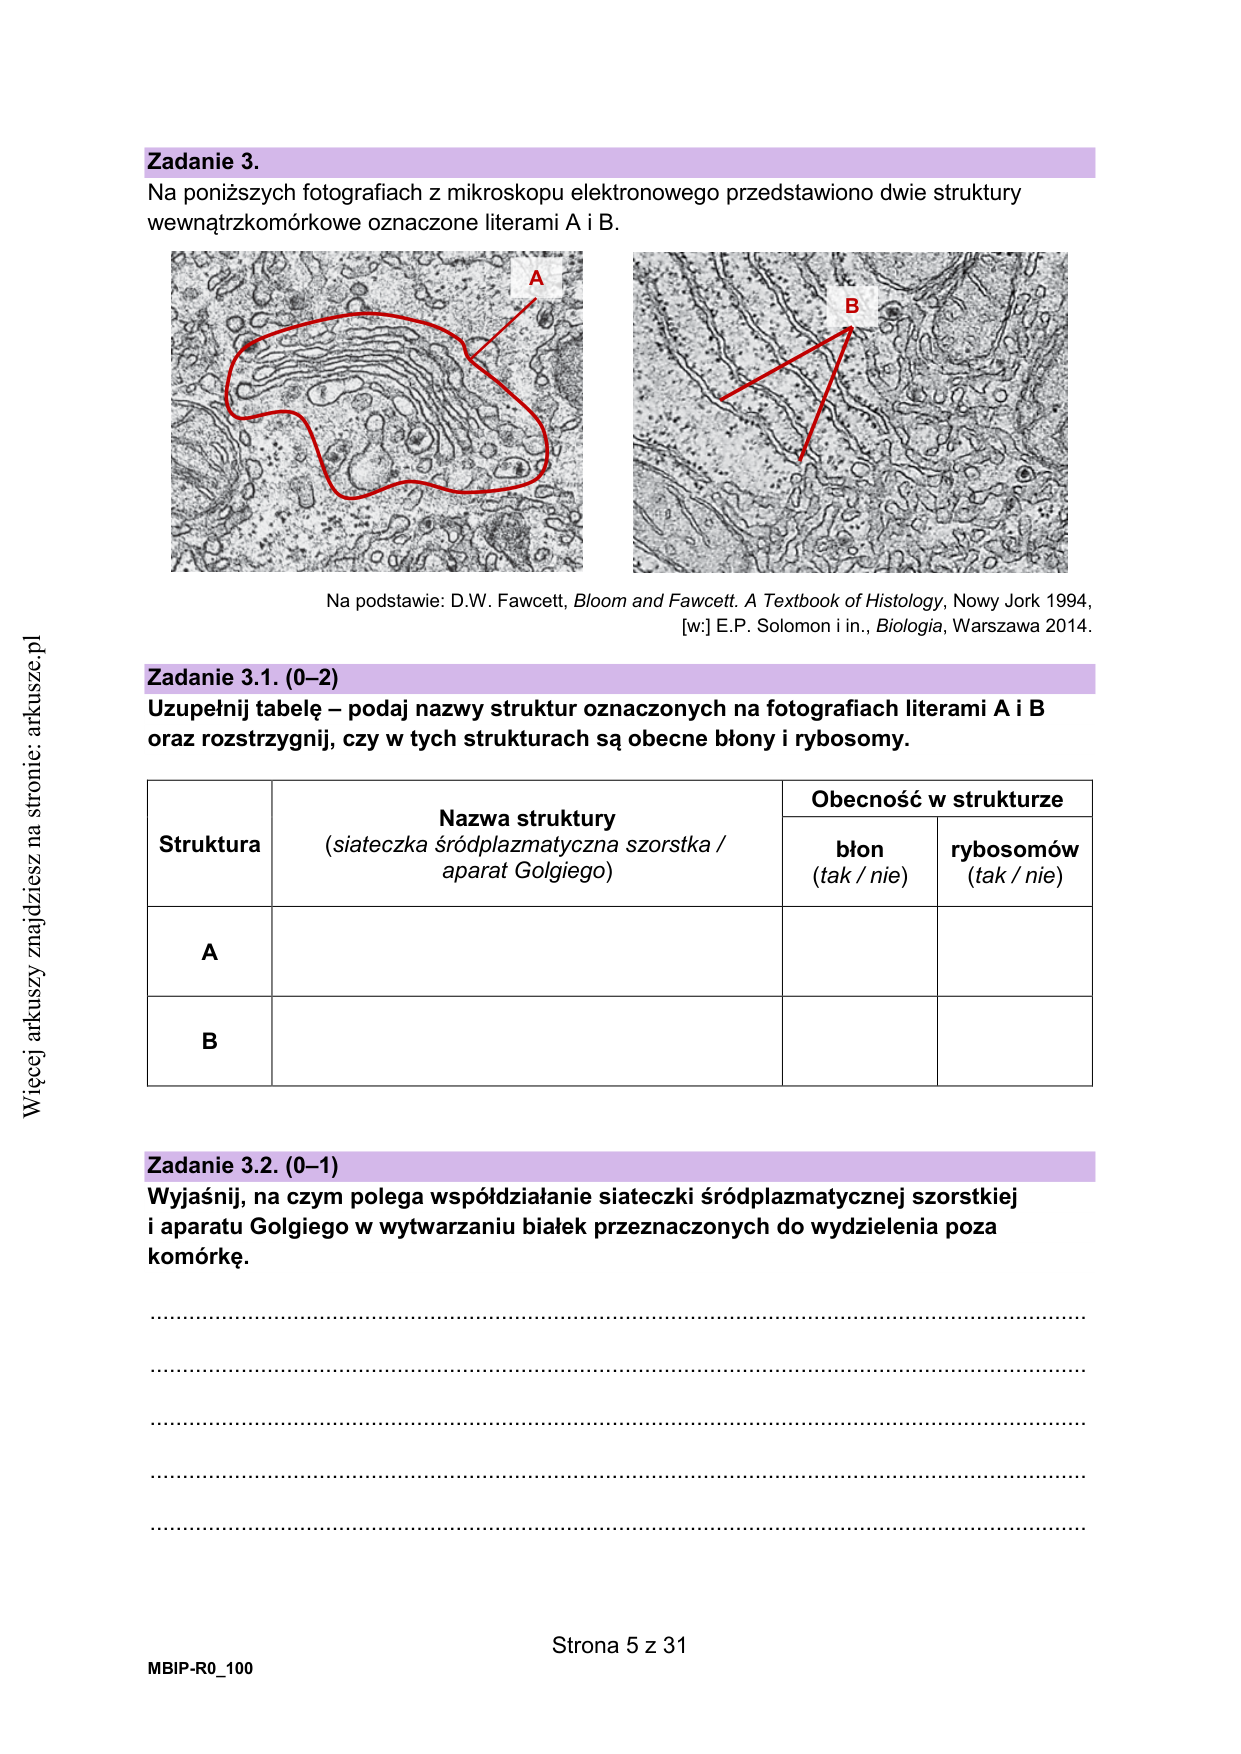 Zadanie 3.
Na poniższych fotografiach z mikroskopu elektronowego przedstawiono dwie struktury
wewnątrzkomórkowe oznaczone literami A i B.
A
B
Na podstawie: D.W. Fawcett, Bloom and Fawcett. A Textbook of Histology, Nowy Jork 1994,
[w:] E.P. Solomon i in., Biologia, Warszawa 2014.
Zadanie 3.1. (0–2)
Uzupełnij tabelę – podaj nazwy struktur oznaczonych na fotografiach literami A i B
oraz rozstrzygnij, czy w tych strukturach są obecne błony i rybosomy.
Struktura
Nazwa struktury
(siateczka śródplazmatyczna szorstka /
aparat Golgiego)
Obecność w strukturze
błon
(tak / nie)
rybosomów
(tak / nie)
A
B
Zadanie 3.2. (0–1)
Wyjaśnij, na czym polega współdziałanie siateczki śródplazmatycznej szorstkiej
i aparatu Golgiego w wytwarzaniu białek przeznaczonych do wydzielenia poza
komórkę.
Strona 5 z 31
MBIP-R0_100
Więcej arkuszy znajdziesz na stronie: arkusze.pl